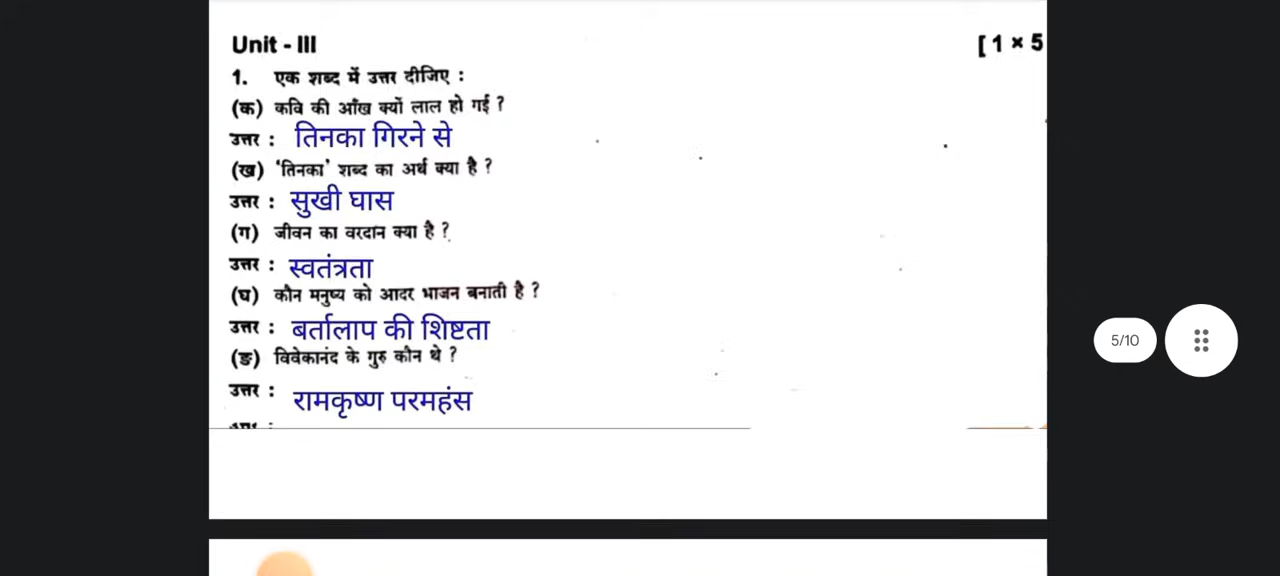 Unit - III
[ 1 × 5
1. एक शब्द में उत्तर दीजिए :
(क) कवि की आँख क्यों लाल हो गई ?
उत्तर : तिनका गिरने से
(ख) 'तिनका' शब्द का अर्थ क्या है ?
उत्तर : सुखी घास
(ग) जीवन का वरदान क्या है ?
उत्तर : स्वतंत्रता
(घ) कौन मनुष्य को आदर भाजन बनाती है ?
उत्तर : बर्तालाप की शिष्टता
(ङ) विवेकानंद के गुरु कौन थे ?
उत्तर : रामकृष्ण परमहंस
5/10